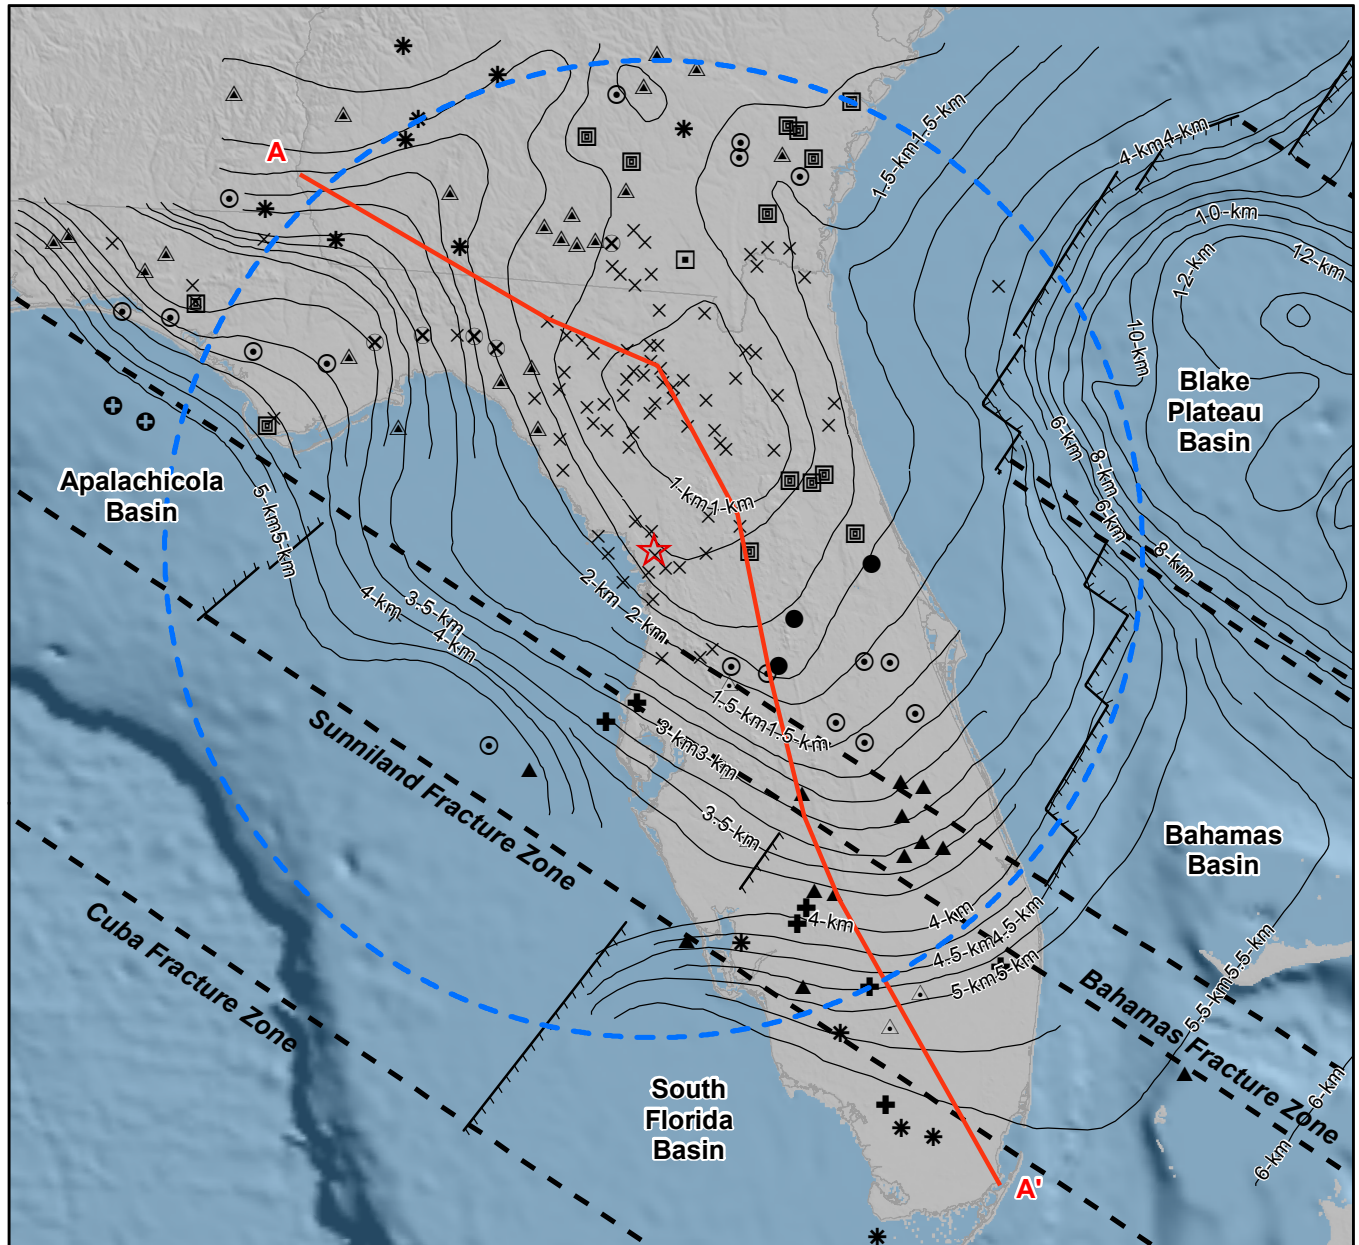 1.5-km
1.5-km
4-km
4-km
A
10-km
12-km
12-km
10-km
Blake
Plateau
Basin
6-km
8-km
Apalachicola
Basin
5-km
5-km
1-km
1-km
6-km
8-km
2-km
2-km
4-km
3.5-km
4-km
1.5-km
1.5-km
Sunniland Fracture Zone
3-km
3-km
3.5-km
Bahamas
Basin
Cuba Fracture Zone
4-km
4-km
4.5-km
4.5-km
5-km
5-km
5.5-km
5.5-km
Bahamas Fracture Zone
South
Florida
Basin
6-km
6-km
A'